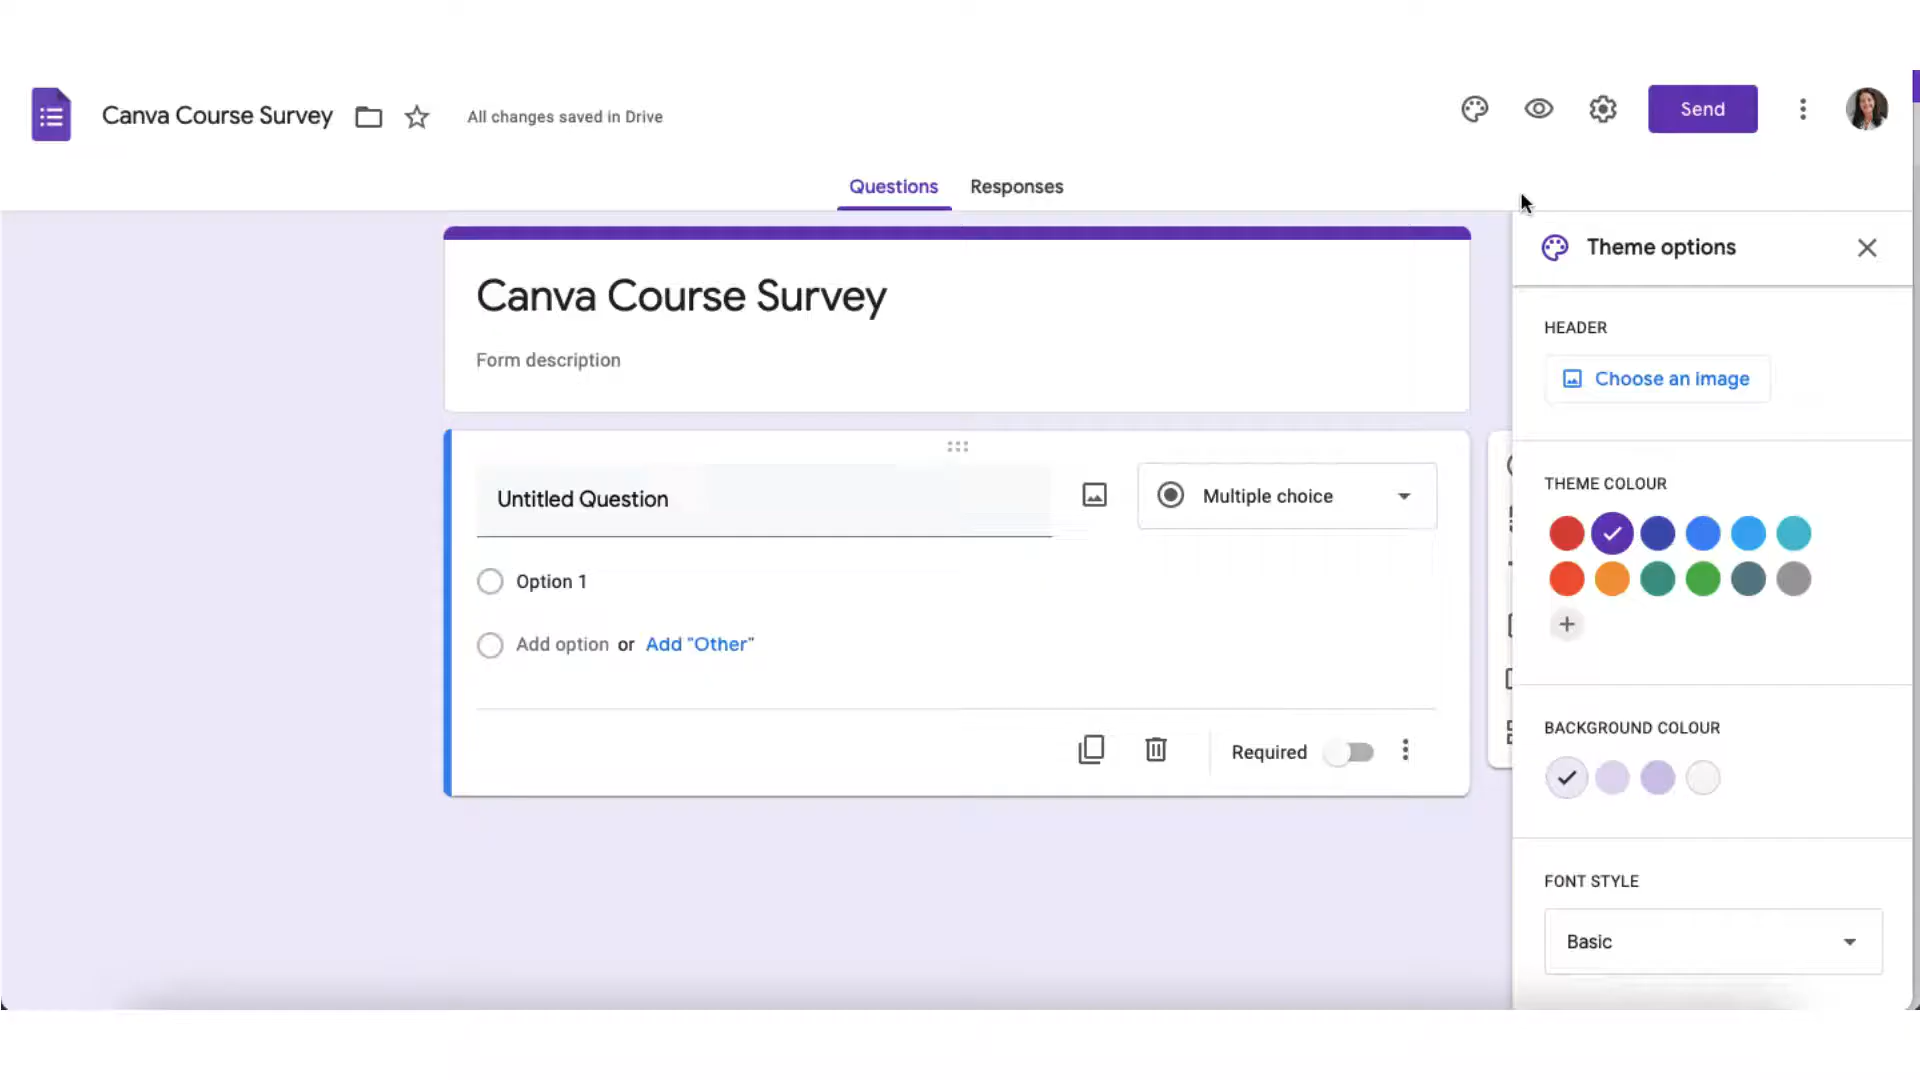 Canva Course Survey
All changes saved in Drive
Send
Questions
Responses
Theme options
Canva Course Survey
Form description
HEADER
Choose an image
Untitled Question
Multiple choice
THEME COLOUR
Option 1
Add option or Add "Other"
Required
BACKGROUND COLOUR
FONT STYLE
Basic